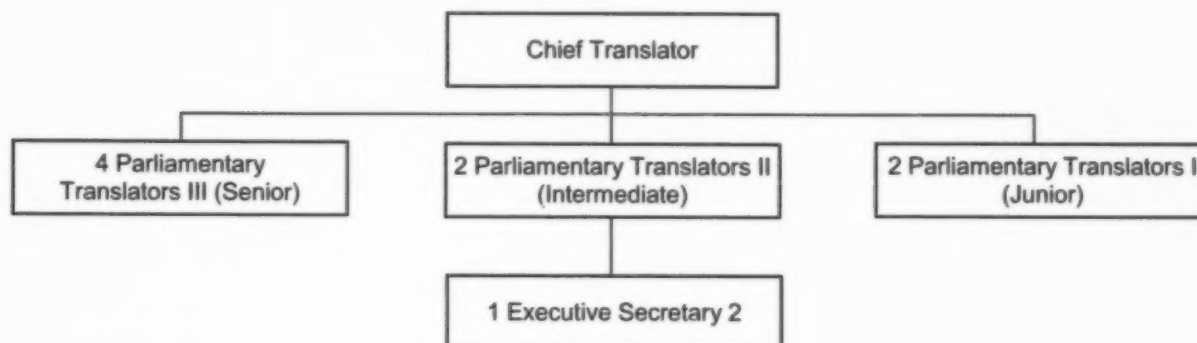 Chief Translator
4 Parliamentary
Translators III (Senior)
2 Parliamentary Translators II
(Intermediate)
2 Parliamentary Translators I
(Junior)
1 Executive Secretary 2